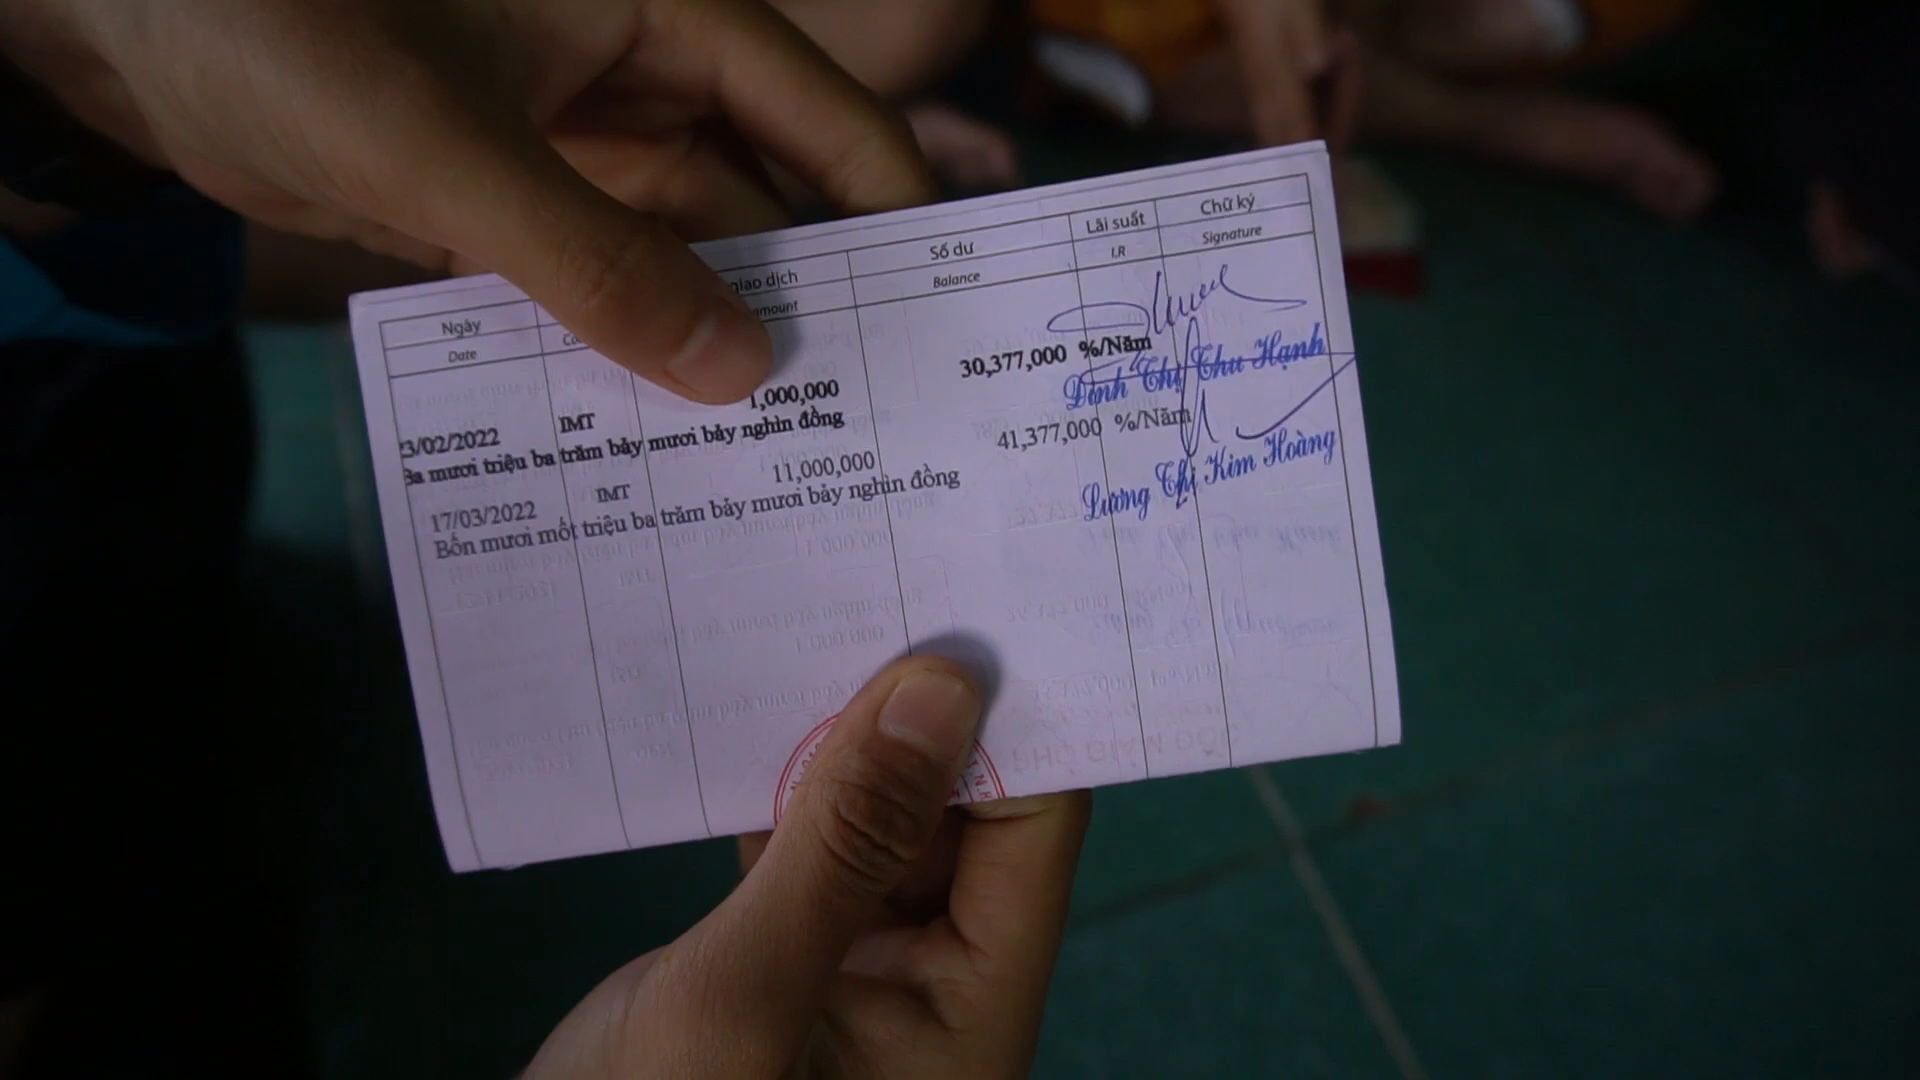 Ngày giao dịch Số dư Lãi suất Chữ ký
Date Balance I.R Signature
3/02/2022 IMT 1,000,000 30,377,000 %/Năm
Ba mươi triệu ba trăm bảy mươi bảy nghìn đồng
Đinh Thị Thu Hạnh
17/03/2022 IMT 11,000,000 41,377,000 %/Năm
Bốn mươi mốt triệu ba trăm bảy mươi bảy nghìn đồng
Lương Thị Kim Hoàng